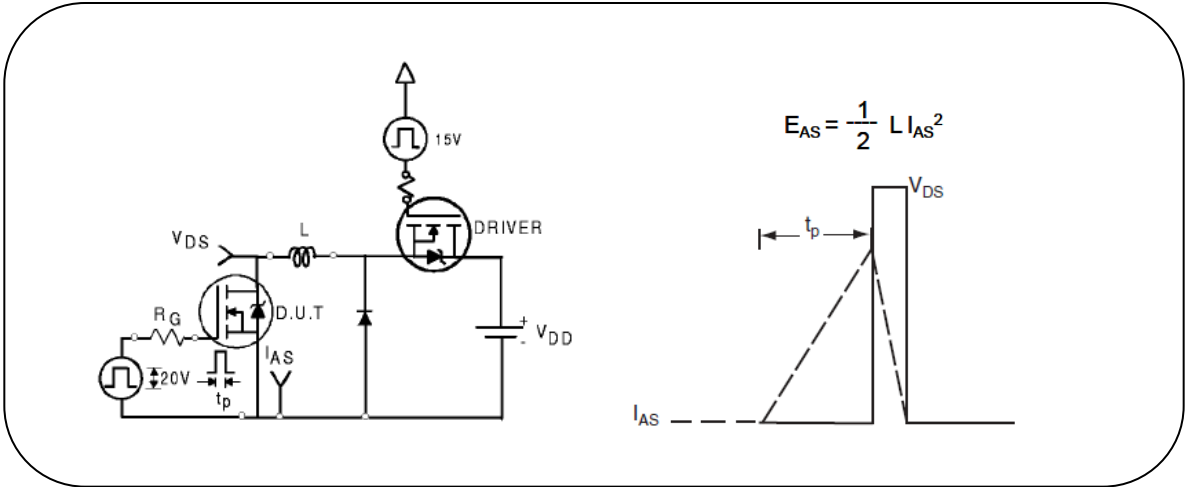 15V
DRIVER
L
VDS
D.U.T
RG
IAS
20V
tp
+
VDD
-
EAS = 1/2 L IAS²
VDS
tp
IAS